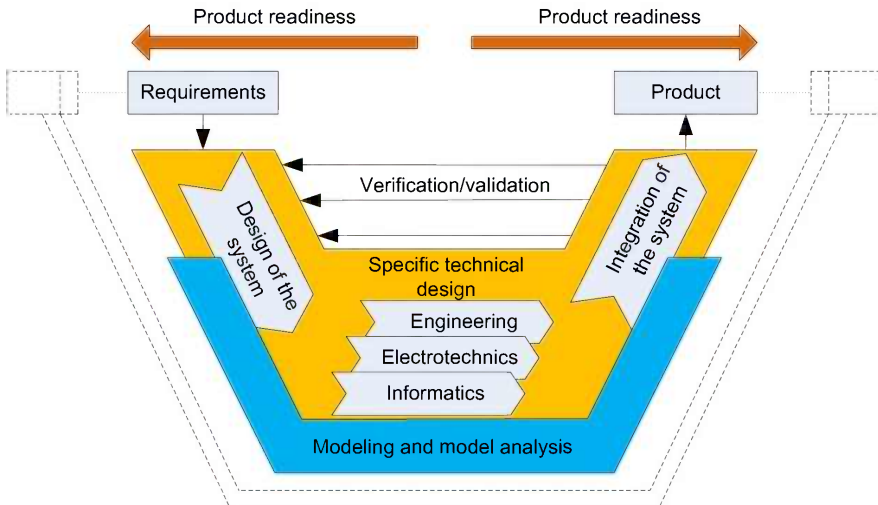 Product readiness
Product readiness
Requirements
Product
Verification/validation
Design of the
system
Integration of
the system
Specific technical
design
Engineering
Electrotechnics
Informatics
Modeling and model analysis